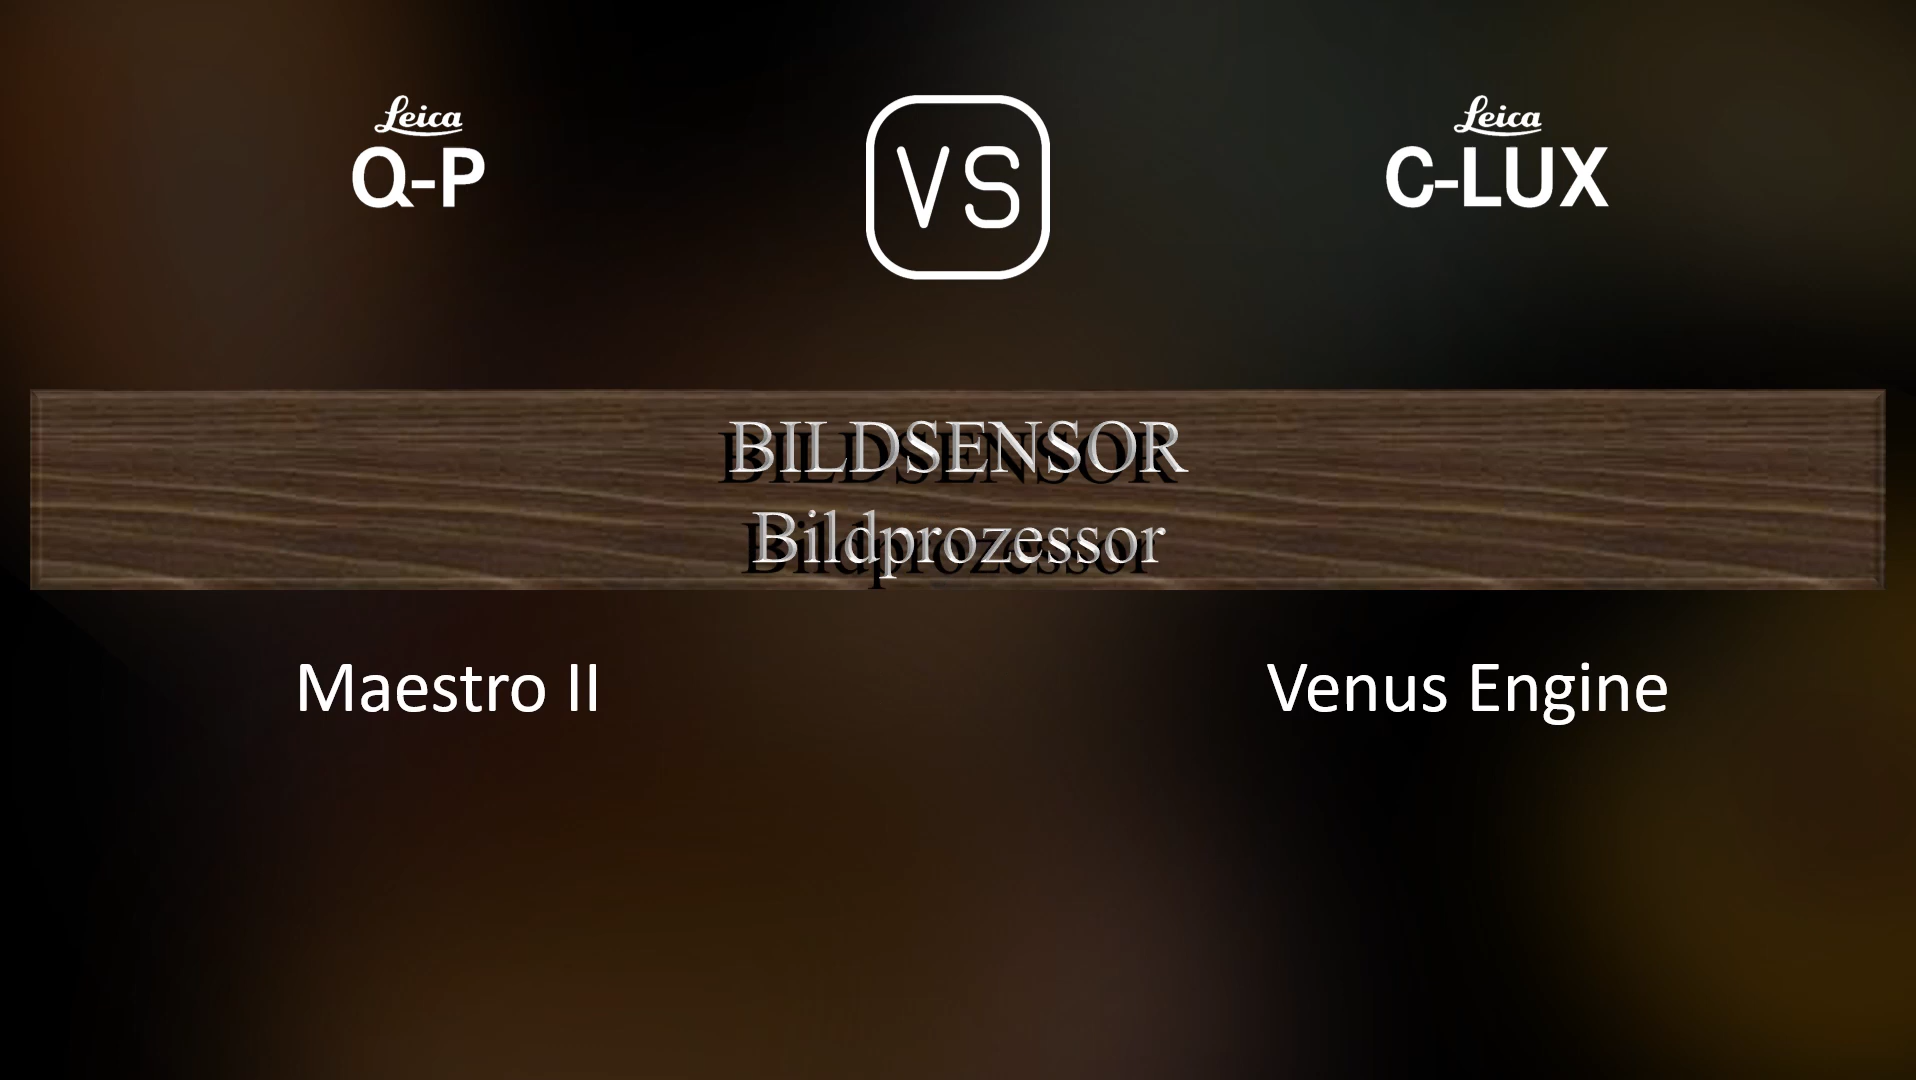 Leica
Q-P
VS
Leica
C-LUX
BILDSENSOR
Bildprozessor
Maestro II
Venus Engine